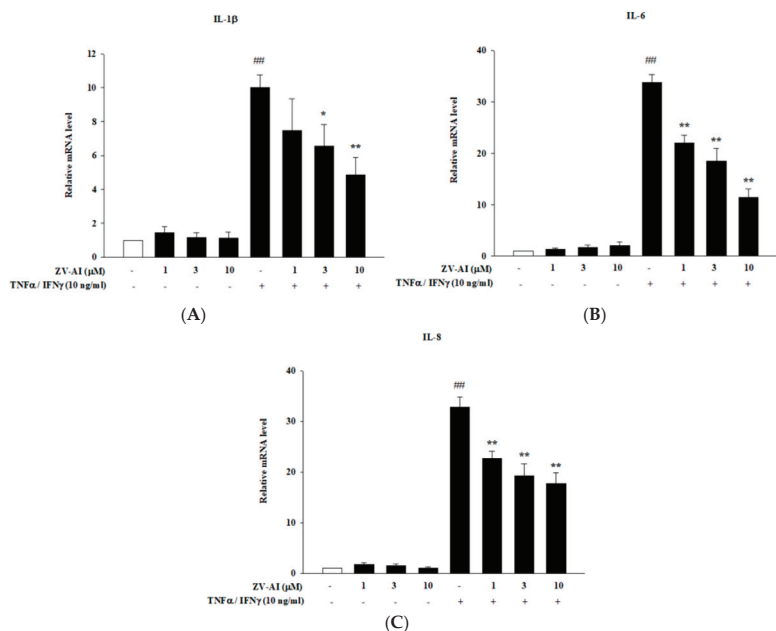 IL-1β
12
10
8
6
4
2
0
Relative mRNA level
##
*
**
ZV-AI (μM) - 1 3 10 - 1 3 10
TNFα / IFNγ (10 ng/ml) - - - - + + + +
(A)
IL-6
40
30
20
10
0
Relative mRNA level
##
**
**
**
ZV-AI (μM) - 1 3 10 - 1 3 10
TNFα / IFNγ (10 ng/ml) - - - - + + + +
(B)
IL-8
40
30
20
10
0
Relative mRNA level
##
**
**
**
ZV-AI (μM) - 1 3 10 - 1 3 10
TNFα / IFNγ (10 ng/ml) - - - - + + + +
(C)